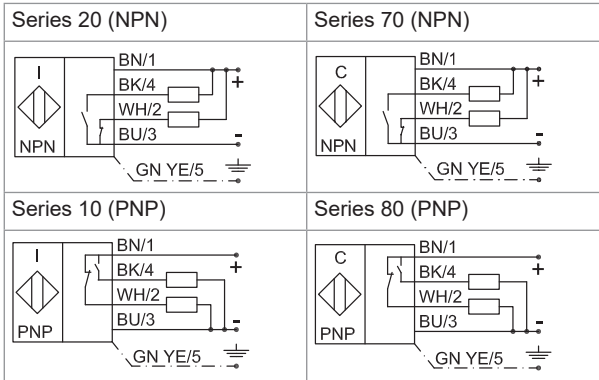 Series 20 (NPN)
I
NPN
BN/1
BK/4
WH/2
BU/3
GN YE/5
+
-
Series 70 (NPN)
C
NPN
BN/1
BK/4
WH/2
BU/3
GN YE/5
+
-
Series 10 (PNP)
I
PNP
BN/1
BK/4
WH/2
BU/3
GN YE/5
+
-
Series 80 (PNP)
C
PNP
BN/1
BK/4
WH/2
BU/3
GN YE/5
+
-